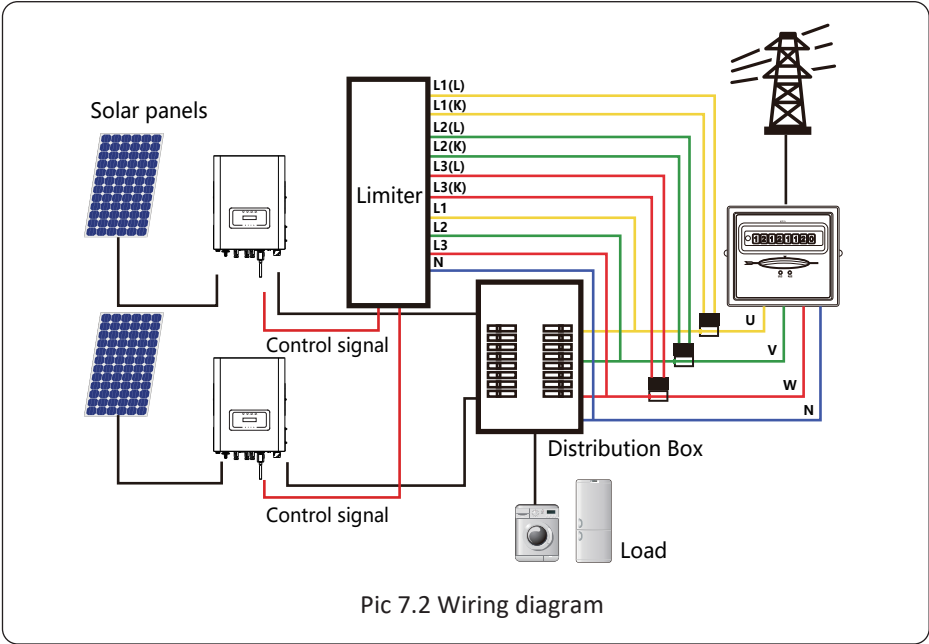 Solar panels
Limiter
L1(L)
L1(K)
L2(L)
L2(K)
L3(L)
L3(K)
L1
L2
L3
N
12121120
U
V
W
N
Control signal
Distribution Box
Control signal
Load
Pic 7.2 Wiring diagram